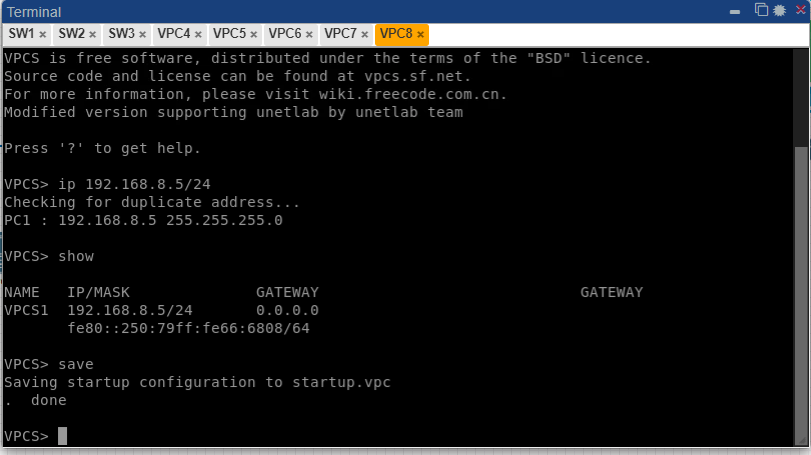 Terminal
SW1 × SW2 × SW3 × VPC4 × VPC5 × VPC6 × VPC7 × VPC8 ×
VPCS is free software, distributed under the terms of the "BSD" licence.
Source code and license can be found at vpcs.sf.net.
For more information, please visit wiki.freecode.com.cn.
Modified version supporting unetlab by unetlab team
Press '?' to get help.
VPCS> ip 192.168.8.5/24
Checking for duplicate address...
PC1 : 192.168.8.5 255.255.255.0
VPCS> show
NAME   IP/MASK              GATEWAY                             GATEWAY
VPCS1  192.168.8.5/24       0.0.0.0
       fe80::250:79ff:fe66:6808/64
VPCS> save
Saving startup configuration to startup.vpc
.  done
VPCS>